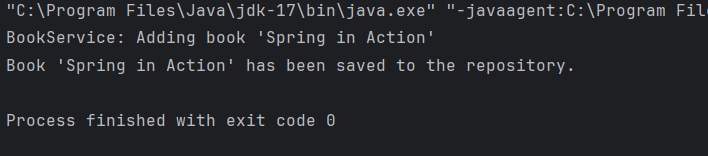 "C:\Program Files\Java\jdk-17\bin\java.exe" "-javaagent:C:\Program Fil
BookService: Adding book 'Spring in Action'
Book 'Spring in Action' has been saved to the repository.
Process finished with exit code 0